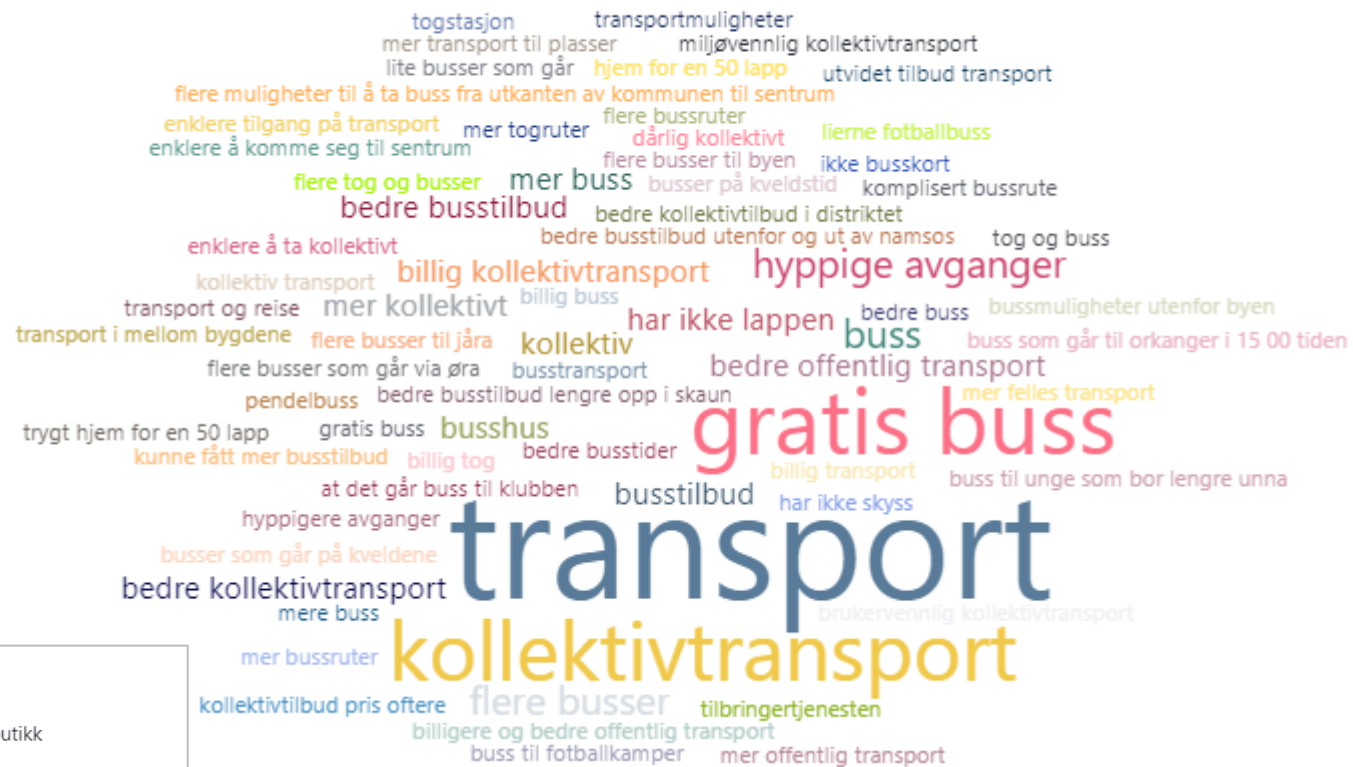 togstasjon
transportmuligheter
mer transport til plasser
miljøvennlig kollektivtransport
lite busser som går
hjem for en 50 lapp
utvidet tilbud transport
flere muligheter til å ta buss fra utkanten av kommunen til sentrum
flere bussruter
enklere tilgang på transport
mer togruter
dårlig kollektivt
lierne fotballbuss
enklere å komme seg til sentrum
flere busser til byen
ikke busskort
flere tog og busser
mer buss
busser på kveldstid
komplisert bussrute
bedre busstilbud
bedre kollektivtilbud i distriktet
enklere å ta kollektivt
bedre busstilbud utenfor og ut av namsos
tog og buss
kollektiv transport
billig kollektivtransport
hyppige avganger
transport og reise
mer kollektivt
billig buss
har ikke lappen
bedre buss
bussmuligheter utenfor byen
transport i mellom bygdene
flere busser til jåra
kollektiv
buss
buss som går til orkanger i 15 00 tiden
flere busser som går via øra
busstransport
bedre offentlig transport
pendelbuss
bedre busstilbud lengre opp i skaun
mer felles transport
trygt hjem for en 50 lapp
gratis buss
busshus
gratis buss
kunne fått mer busstilbud
billig tog
bedre busstider
billig transport
buss til unge som bor lengre unna
at det går buss til klubben
busstilbud
har ikke skyss
hyppigere avganger
transport
busser som går på kveldene
bedre kollektivtransport
mere buss
brukervennlig kollektivtransport
mer bussruter
kollektivtransport
kollektivtilbud pris oftere
flere busser
tilbringertjenesten
billigere og bedre offentlig transport
utikk
buss til fotballkamper
mer offentlig transport